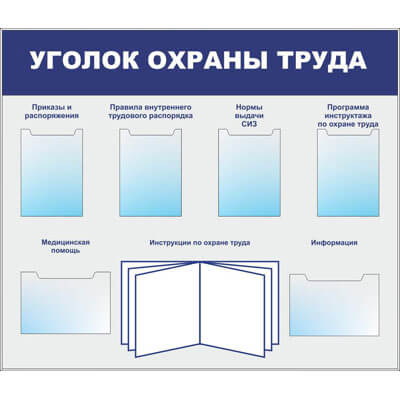 УГОЛОК ОХРАНЫ ТРУДА
Приказы и
распоряжения
Правила внутреннего
трудового распорядка
Нормы
выдачи
СИЗ
Программа
инструктажа
по охране труда
Медицинская
помощь
Инструкции по охране труда
Информация